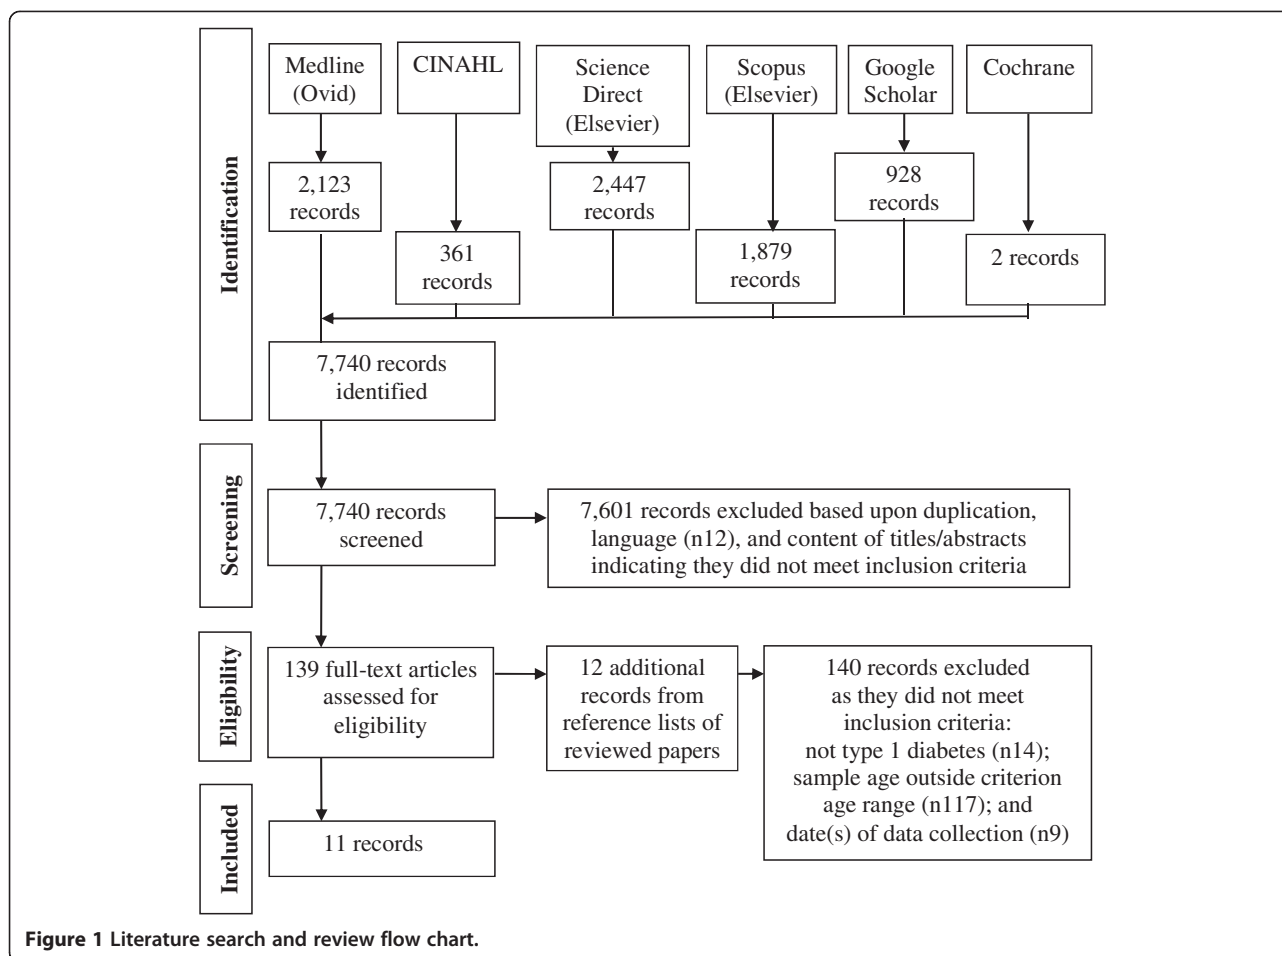 Identification
Medline
(Ovid)
CINAHL
Science
Direct
(Elsevier)
Scopus
(Elsevier)
Google
Scholar
Cochrane
2,123
records
361
records
2,447
records
1,879
records
928
records
2 records
7,740 records
identified
Screening
7,740 records
screened
7,601 records excluded based upon duplication,
language (n12), and content of titles/abstracts
indicating they did not meet inclusion criteria
Eligibility
139 full-text articles
assessed for
eligibility
12 additional
records from
reference lists of
reviewed papers
140 records excluded
as they did not meet
inclusion criteria:
not type 1 diabetes (n14);
sample age outside criterion
age range (n117); and
date(s) of data collection (n9)
Included
11 records
Figure 1 Literature search and review flow chart.